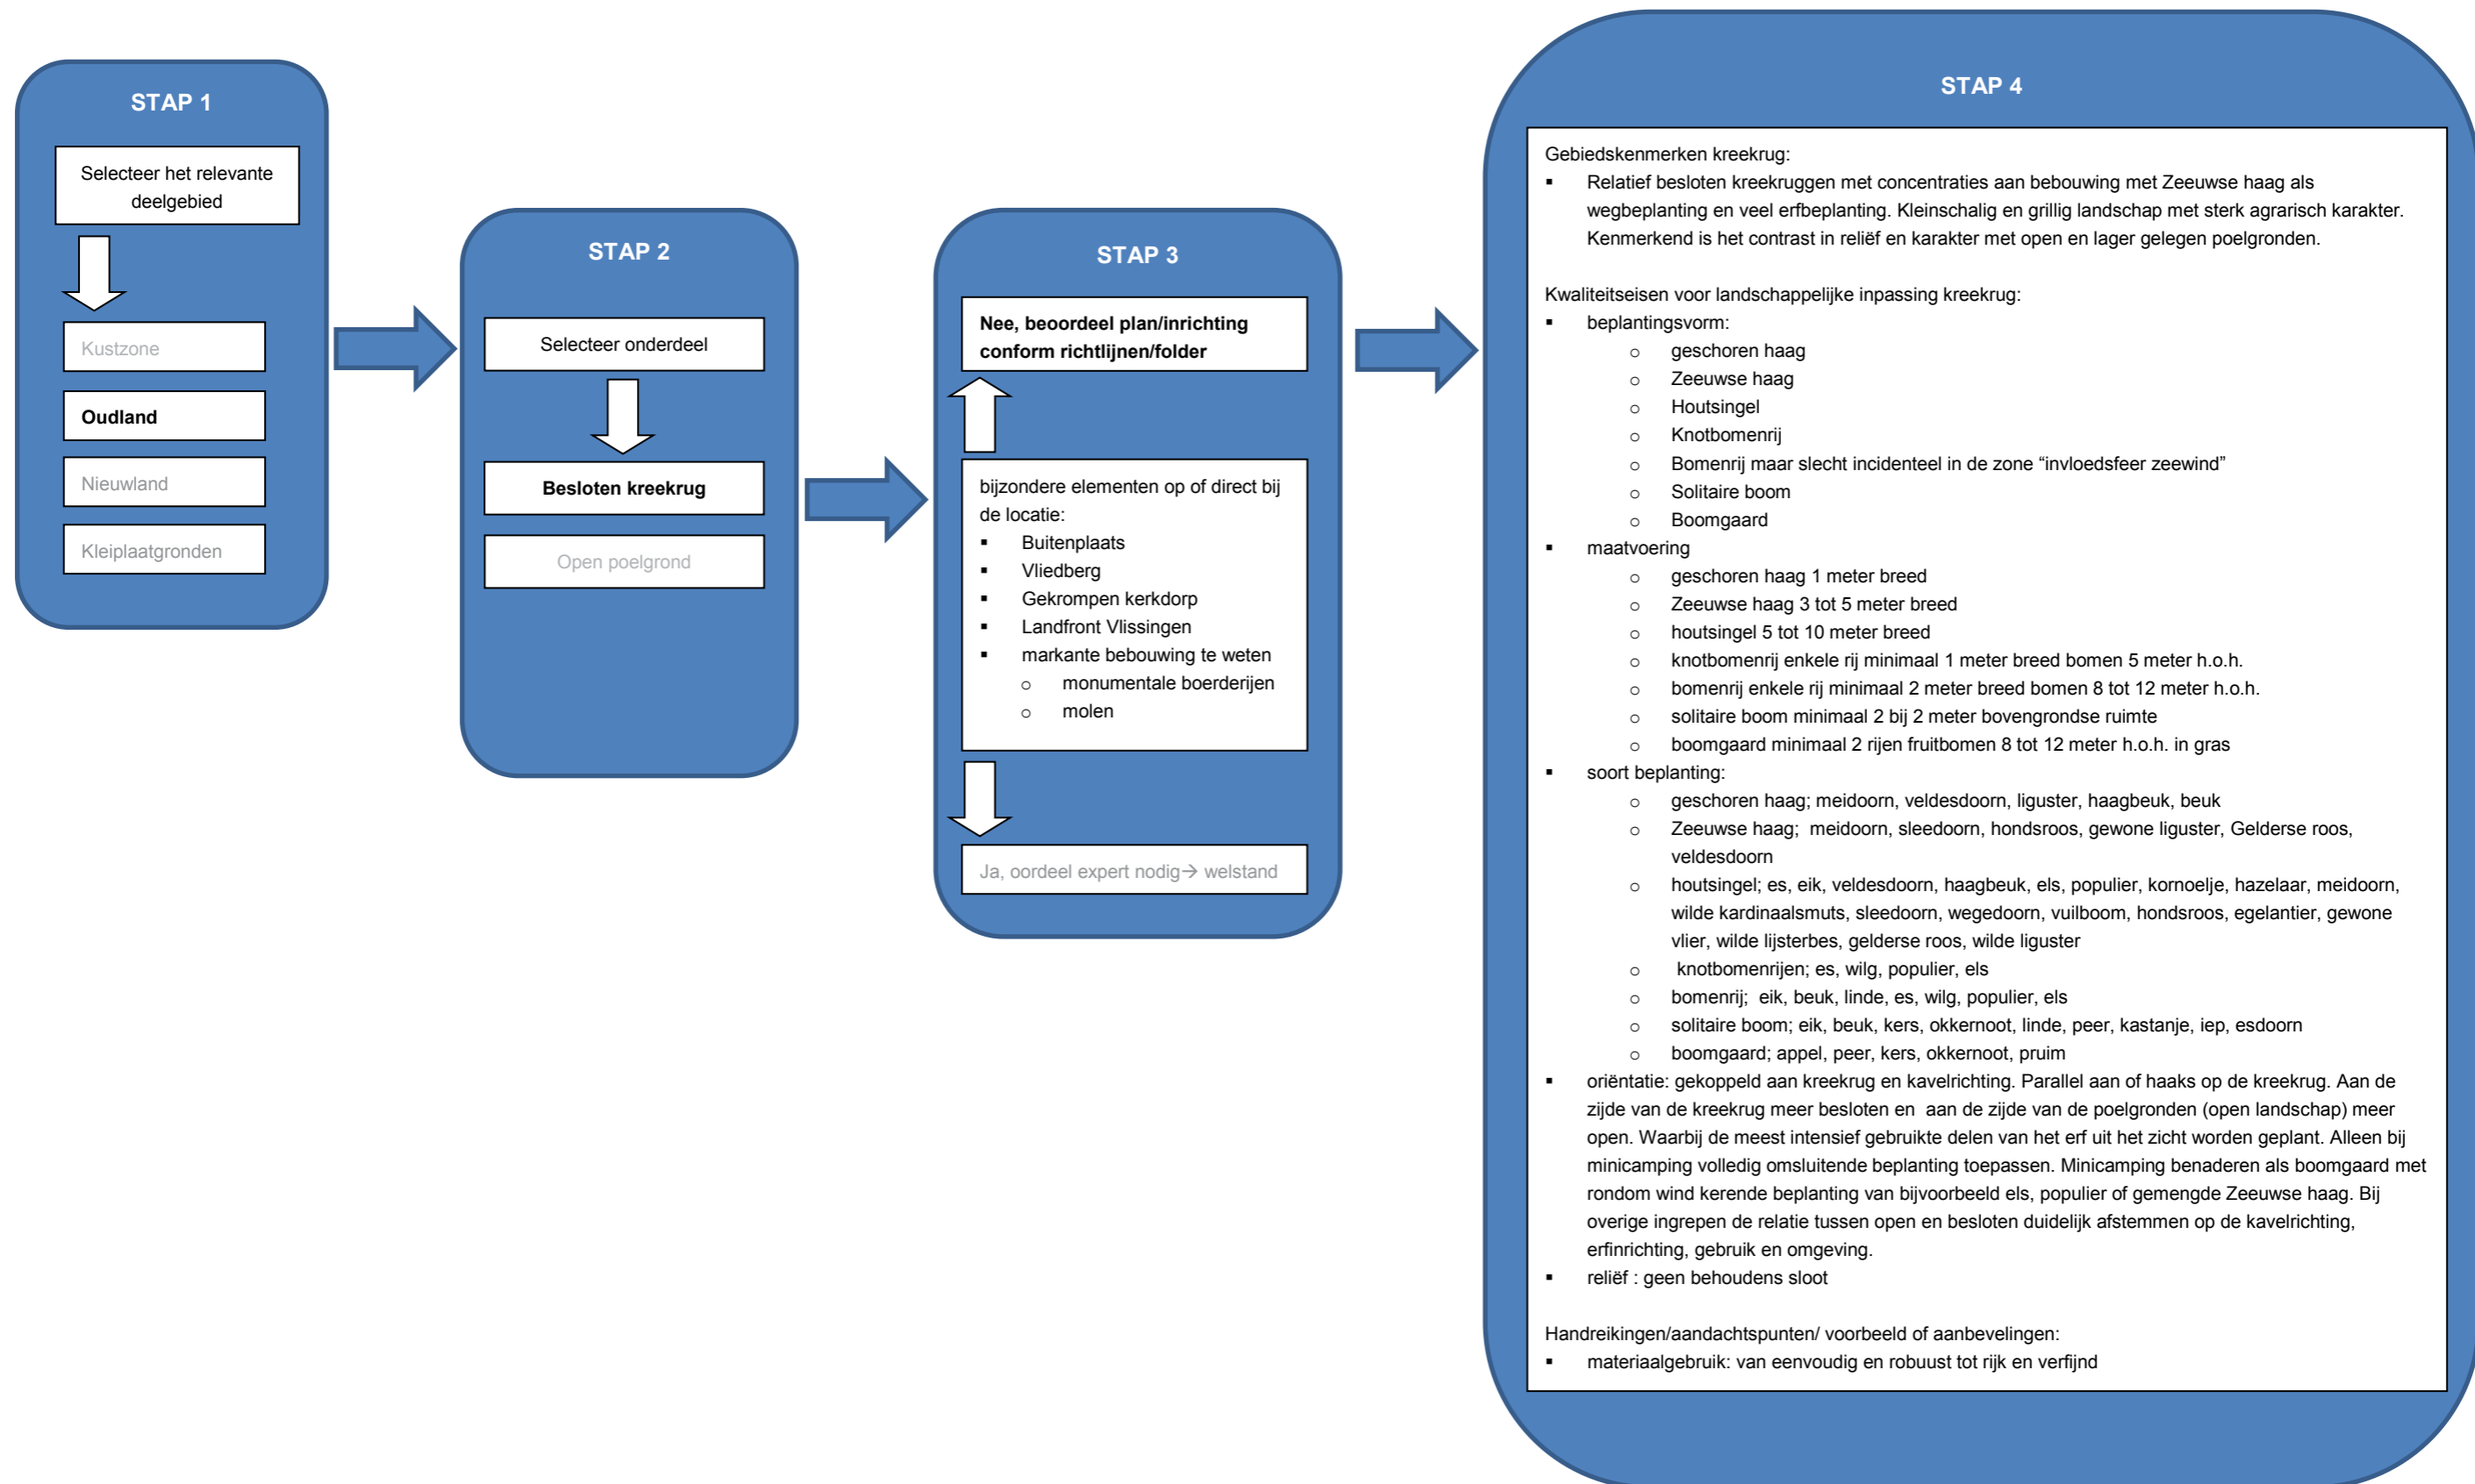 STAP 1
Selecteer het relevante
deelgebied
Kustzone
Oudland
Nieuwland
Kleiplaatgronden
STAP 2
Selecteer onderdeel
Besloten kreekrug
Open poelgrond
STAP 3
Nee, beoordeel plan/inrichting
conform richtlijnen/folder
bijzondere elementen op of direct bij
de locatie:
▪ Buitenplaats
▪ Vliedberg
▪ Gekrompen kerkdorp
▪ Landfront Vlissingen
▪ markante bebouwing te weten
o monumentale boerderijen
o molen
Ja, oordeel expert nodig→ welstand
STAP 4
Gebiedskenmerken kreekrug:
▪ Relatief besloten kreekruggen met concentraties aan bebouwing met Zeeuwse haag als
wegbeplanting en veel erfbeplanting. Kleinschalig en grillig landschap met sterk agrarisch karakter.
Kenmerkend is het contrast in reliëf en karakter met open en lager gelegen poelgronden.
Kwaliteitseisen voor landschappelijke inpassing kreekrug:
▪ beplantingsvorm:
o geschoren haag
o Zeeuwse haag
o Houtsingel
o Knotbomenrij
o Bomenrij maar slecht incidenteel in de zone “invloedsfeer zeewind”
o Solitaire boom
o Boomgaard
▪ maatvoering
o geschoren haag 1 meter breed
o Zeeuwse haag 3 tot 5 meter breed
o houtsingel 5 tot 10 meter breed
o knotbomenrij enkele rij minimaal 1 meter breed bomen 5 meter h.o.h.
o bomenrij enkele rij minimaal 2 meter breed bomen 8 tot 12 meter h.o.h.
o solitaire boom minimaal 2 bij 2 meter bovengrondse ruimte
o boomgaard minimaal 2 rijen fruitbomen 8 tot 12 meter h.o.h. in gras
▪ soort beplanting:
o geschoren haag; meidoorn, veldesdoorn, liguster, haagbeuk, beuk
o Zeeuwse haag; meidoorn, sleedoorn, hondsroos, gewone liguster, Gelderse roos,
veldesdoorn
o houtsingel; es, eik, veldesdoorn, haagbeuk, els, populier, kornoelje, hazelaar, meidoorn,
wilde kardinaalsmuts, sleedoorn, wegedoorn, vuilboom, hondsroos, egelantier, gewone
vlier, wilde lijsterbes, gelderse roos, wilde liguster
o knotbomenrijen; es, wilg, populier, els
o bomenrij; eik, beuk, linde, es, wilg, populier, els
o solitaire boom; eik, beuk, kers, okkernoot, linde, peer, kastanje, iep, esdoorn
o boomgaard; appel, peer, kers, okkernoot, pruim
▪ oriëntatie: gekoppeld aan kreekrug en kavelrichting. Parallel aan of haaks op de kreekrug. Aan de
zijde van de kreekrug meer besloten en aan de zijde van de poelgronden (open landschap) meer
open. Waarbij de meest intensief gebruikte delen van het erf uit het zicht worden geplant. Alleen bij
minicamping volledig omsluitende beplanting toepassen. Minicamping benaderen als boomgaard met
rondom wind kerende beplanting van bijvoorbeeld els, populier of gemengde Zeeuwse haag. Bij
overige ingrepen de relatie tussen open en besloten duidelijk afstemmen op de kavelrichting,
erfinrichting, gebruik en omgeving.
▪ reliëf : geen behoudens sloot
Handreikingen/aandachtspunten/ voorbeeld of aanbevelingen:
▪ materiaalgebruik: van eenvoudig en robuust tot rijk en verfijnd